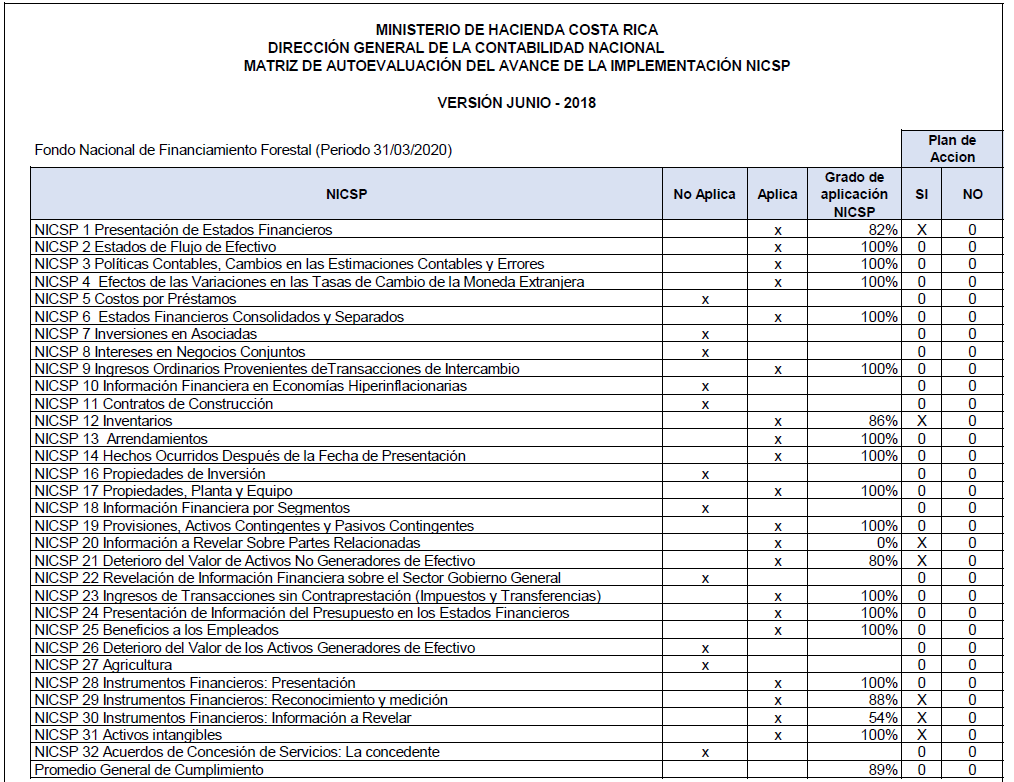 MINISTERIO DE HACIENDA COSTA RICA
DIRECCIÓN GENERAL DE LA CONTABILIDAD NACIONAL
MATRIZ DE AUTOEVALUACIÓN DEL AVANCE DE LA IMPLEMENTACIÓN NICSP
VERSIÓN JUNIO - 2018
Fondo Nacional de Financiamiento Forestal (Periodo 31/03/2020)
Plan de Accion
NICSP No Aplica Aplica Grado de aplicación NICSP SI NO
NICSP 1 Presentación de Estados Financieros x 82% X 0
NICSP 2 Estados de Flujo de Efectivo x 100% 0 0
NICSP 3 Políticas Contables, Cambios en las Estimaciones Contables y Errores x 100% 0 0
NICSP 4 Efectos de las Variaciones en las Tasas de Cambio de la Moneda Extranjera x 100% 0 0
NICSP 5 Costos por Préstamos x 0 0
NICSP 6 Estados Financieros Consolidados y Separados x 100% 0 0
NICSP 7 Inversiones en Asociadas x 0 0
NICSP 8 Intereses en Negocios Conjuntos x 0 0
NICSP 9 Ingresos Ordinarios Provenientes deTransacciones de Intercambio x 100% 0 0
NICSP 10 Información Financiera en Economías Hiperinflacionarias x 0 0
NICSP 11 Contratos de Construcción x 0 0
NICSP 12 Inventarios x 86% X 0
NICSP 13 Arrendamientos x 100% 0 0
NICSP 14 Hechos Ocurridos Después de la Fecha de Presentación x 100% 0 0
NICSP 16 Propiedades de Inversión x 0 0
NICSP 17 Propiedades, Planta y Equipo x 100% 0 0
NICSP 18 Información Financiera por Segmentos x 0 0
NICSP 19 Provisiones, Activos Contingentes y Pasivos Contingentes x 100% 0 0
NICSP 20 Información a Revelar Sobre Partes Relacionadas x 0% X 0
NICSP 21 Deterioro del Valor de Activos No Generadores de Efectivo x 80% X 0
NICSP 22 Revelación de Información Financiera sobre el Sector Gobierno General x 0 0
NICSP 23 Ingresos de Transacciones sin Contraprestación (Impuestos y Transferencias) x 100% 0 0
NICSP 24 Presentación de Información del Presupuesto en los Estados Financieros x 100% 0 0
NICSP 25 Beneficios a los Empleados x 100% 0 0
NICSP 26 Deterioro del Valor de los Activos Generadores de Efectivo x 0 0
NICSP 27 Agricultura x 0 0
NICSP 28 Instrumentos Financieros: Presentación x 100% 0 0
NICSP 29 Instrumentos Financieros: Reconocimiento y medición x 88% X 0
NICSP 30 Instrumentos Financieros: Información a Revelar x 54% X 0
NICSP 31 Activos intangibles x 100% X 0
NICSP 32 Acuerdos de Concesión de Servicios: La concedente x 0 0
Promedio General de Cumplimiento 89% 0 0